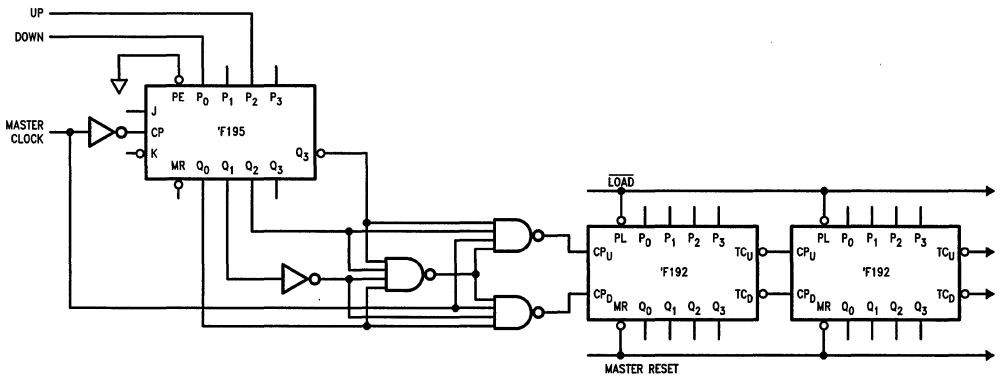 UP
DOWN
PE P0 P1 P2 P3
J
MASTER CLOCK
CP
'F195
K
Q3
MR Q0 Q1 Q2 Q3
LOAD
PL P0 P1 P2 P3
CPU
TCU
'F192
CPD
TCD
MR Q0 Q1 Q2 Q3
PL P0 P1 P2 P3
CPU
TCU
'F192
CPD
TCD
MR Q0 Q1 Q2 Q3
MASTER RESET